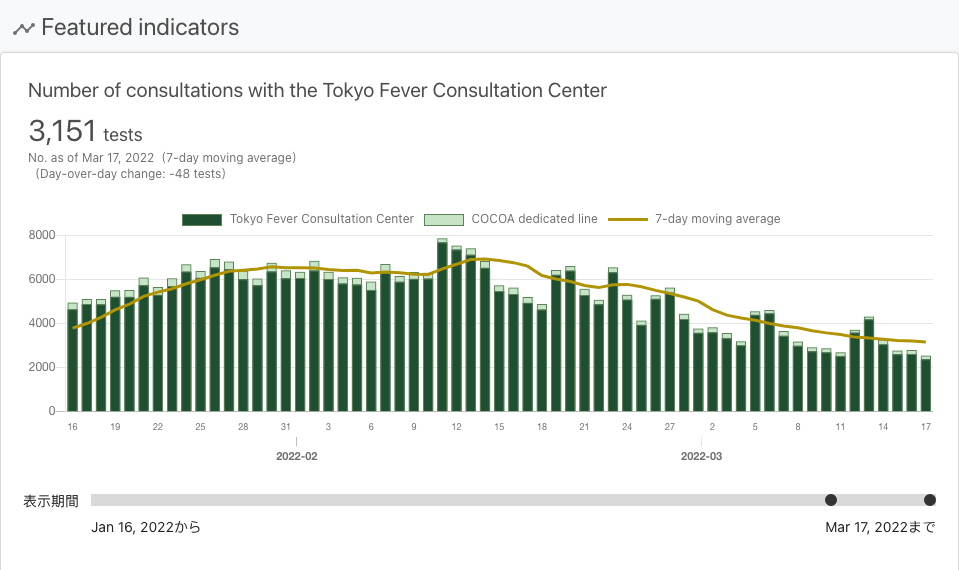 Featured indicators
Number of consultations with the Tokyo Fever Consultation Center
3,151 tests
No. as of Mar 17, 2022 (7-day moving average)
(Day-over-day change: -48 tests)
Tokyo Fever Consultation Center COCOA dedicated line 7-day moving average
8000
6000
4000
2000
0
16 19 22 25 28 31 3 6 9 12 15 18 21 24 27 2 5 8 11 14 17
2022-02 2022-03
表示期間
Jan 16, 2022から Mar 17, 2022まで